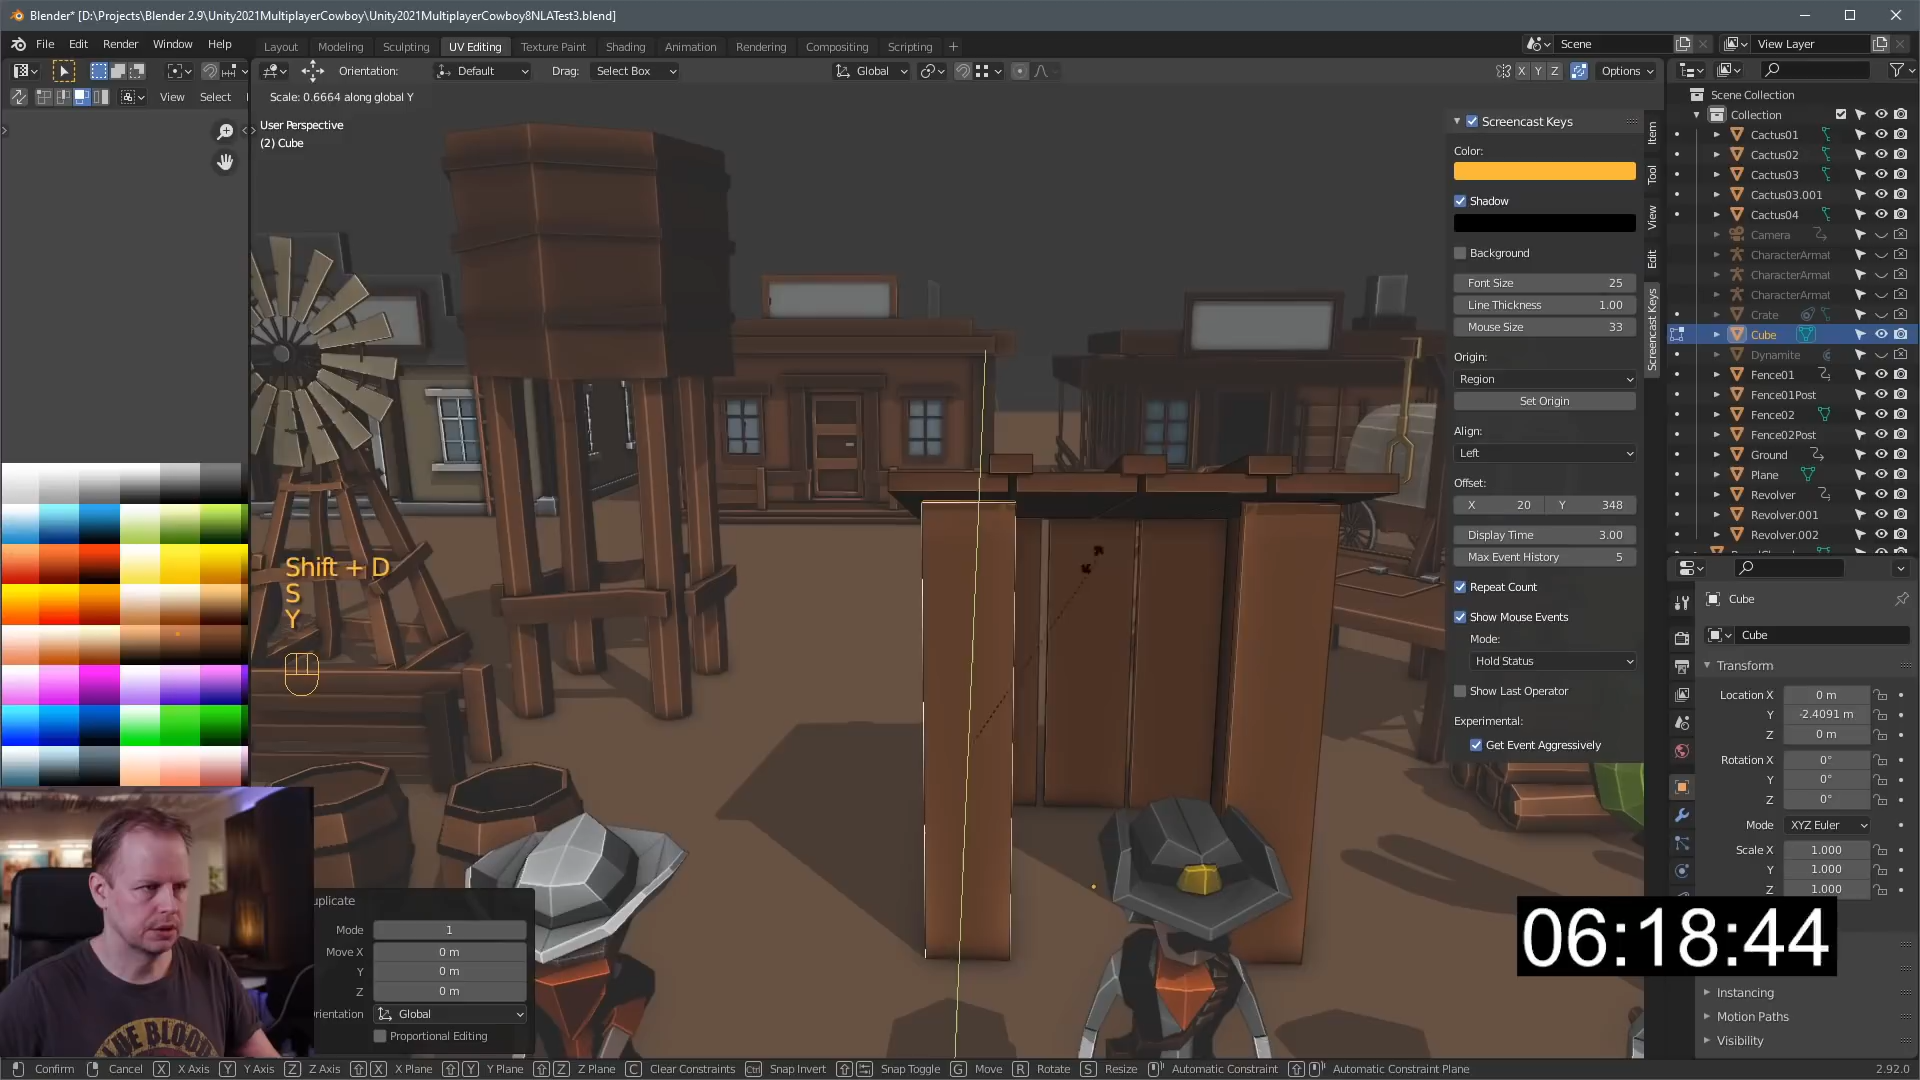 Blender* [D:\Projects\Blender 2.9\Unity2021MultiplayerCowboy\Unity2021MultiplayerCowboy8NLATest3.blend]
File Edit Render Window Help
Layout Modeling Sculpting UV Editing Texture Paint Shading Animation Rendering Compositing Scripting +
Scene
View Layer
Orientation: Default Drag: Select Box
Global
X Y Z
Options
View Select
Scale: 0.6664 along global Y
User Perspective
(2) Cube
Screencast Keys
Color:
Shadow
Background
Font Size 25
Line Thickness 1.00
Mouse Size 33
Origin:
Region
Set Origin
Align:
Left
Offset:
X 20 Y 348
Display Time 3.00
Max Event History 5
Repeat Count
Show Mouse Events
Mode:
Hold Status
Show Last Operator
Experimental:
Get Event Aggressively
Item
Tool
View
Edit
Screencast Keys
Scene Collection
Collection
Cactus01
Cactus02
Cactus03
Cactus03.001
Cactus04
Camera
CharacterArmat
CharacterArmat
CharacterArmat
Crate
Cube
Dynamite
Fence01
Fence01Post
Fence02
Fence02Post
Ground
Plane
Revolver
Revolver.001
Revolver.002
Cube
Cube
Transform
Location X 0 m
Y -2.4091 m
Z 0 m
Rotation X 0°
Y 0°
Z 0°
Mode XYZ Euler
Scale X 1.000
Y 1.000
Z 1.000
Instancing
Motion Paths
Visibility
Shift + D
S
Y
uplicate
Mode 1
Move X 0 m
Y 0 m
Z 0 m
rientation Global
Proportional Editing
06:18:44
Confirm Cancel X X Axis Y Y Axis Z Z Axis X X Plane Y Y Plane Z Z Plane C Clear Constraints Ctrl Snap Invert Snap Toggle G Move R Rotate S Resize Automatic Constraint Automatic Constraint Plane
2.92.0